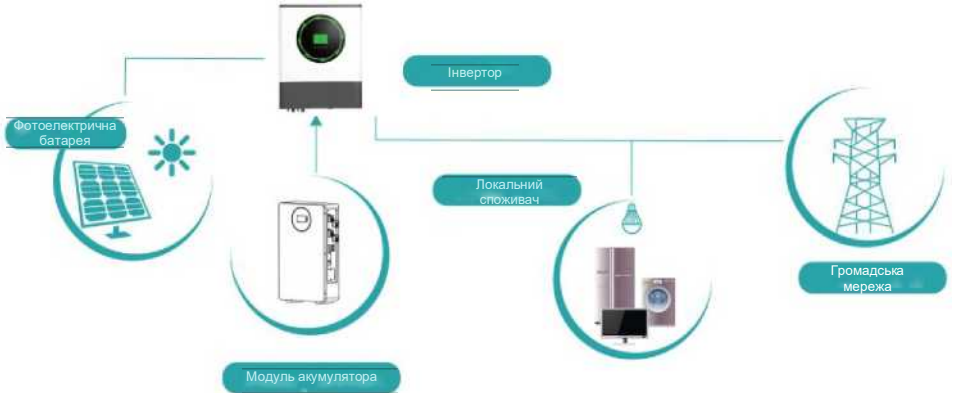 Інвертор
Фотоелектрична
батарея
Локальний
споживач
Громадська
мережа
Модуль акумулятора